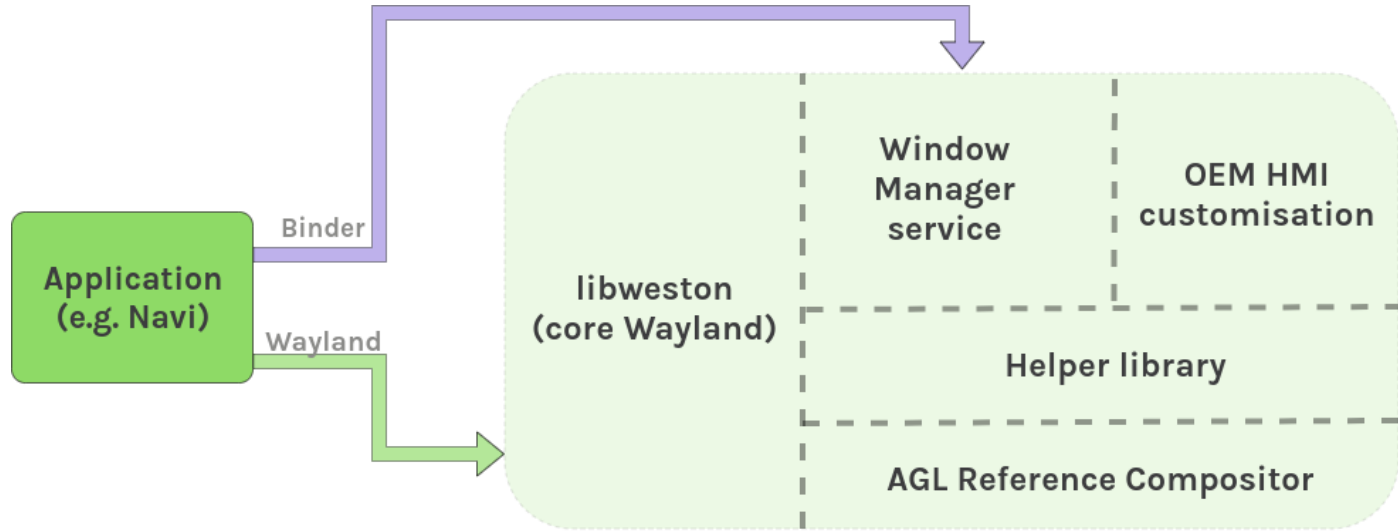 Binder
Application
(e.g. Navi)
Wayland
libweston
(core Wayland)
Window
Manager
service
OEM HMI
customisation
Helper library
AGL Reference Compositor